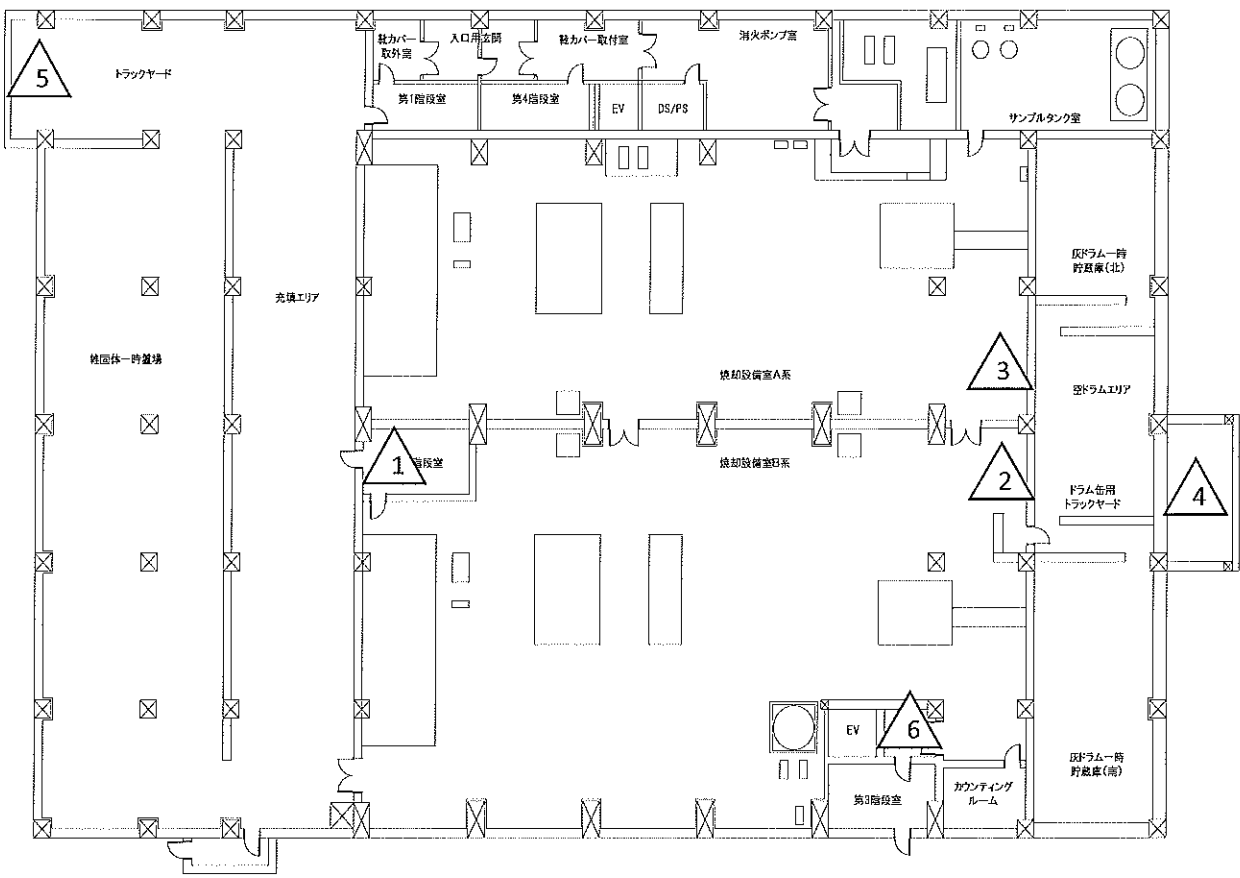 靴カバー
取外室
入口用玄関
靴カバー取付室
消火ポンプ室
5
トラックヤード
第1階段室
第4階段室
EV
DS/PS
サンプルタンク室
灰ドラム一時
貯蔵庫(北)
充填エリア
雑固体一時置場
3
焼却設備室A系
空ドラムエリア
1
階段室
焼却設備室B系
2
ドラム缶用
トラックヤード
4
EV
6
灰ドラム一時
貯蔵庫(南)
第3階段室
カウンティング
ルーム